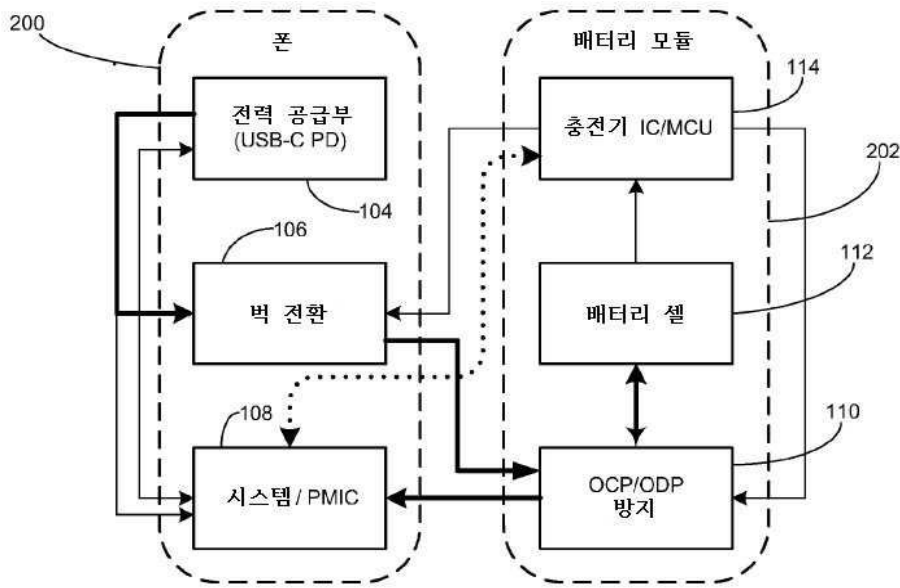 200
폰
배터리 모듈
전력 공급부
(USB-C PD)
104
충전기 IC/MCU
114
202
106
벅 전환
배터리 셀
112
108
시스템 / PMIC
OCP/ODP
방지
110